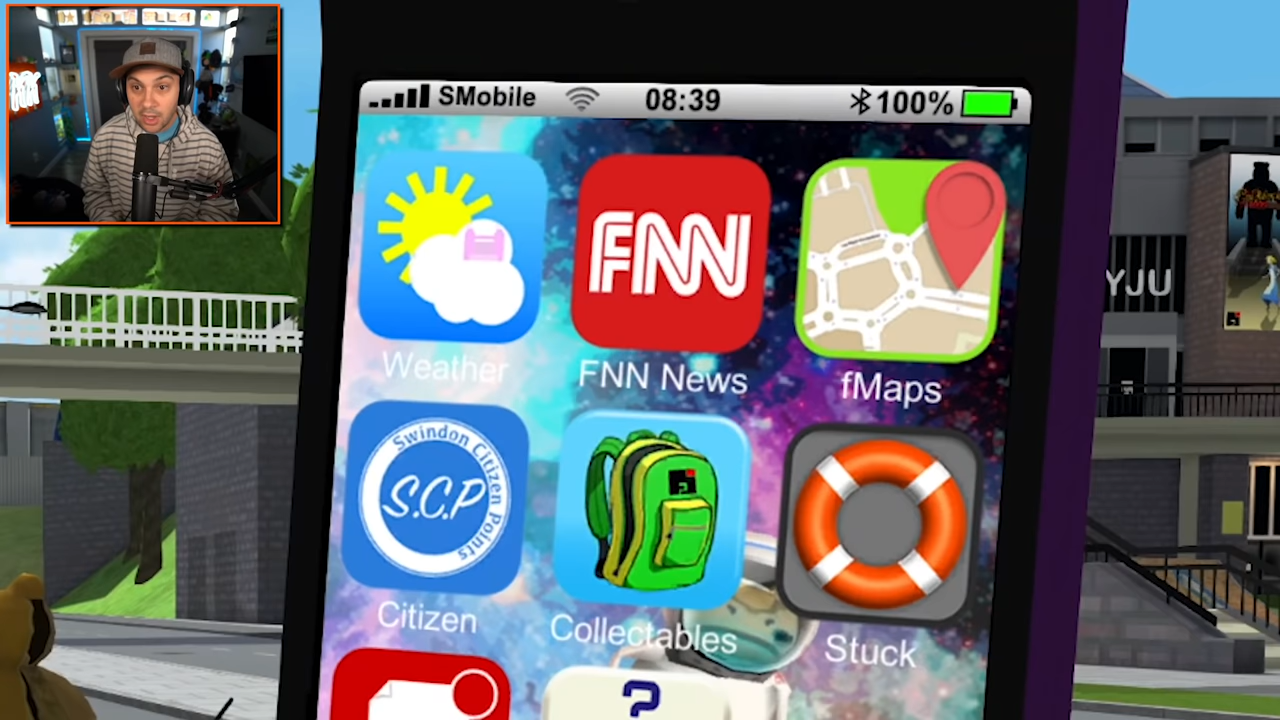 SMobile 08:39 100%
FNN
Weather FNN News fMaps
Swindon Citizen Points
S.C.P
Citizen Collectables Stuck
?
YJU